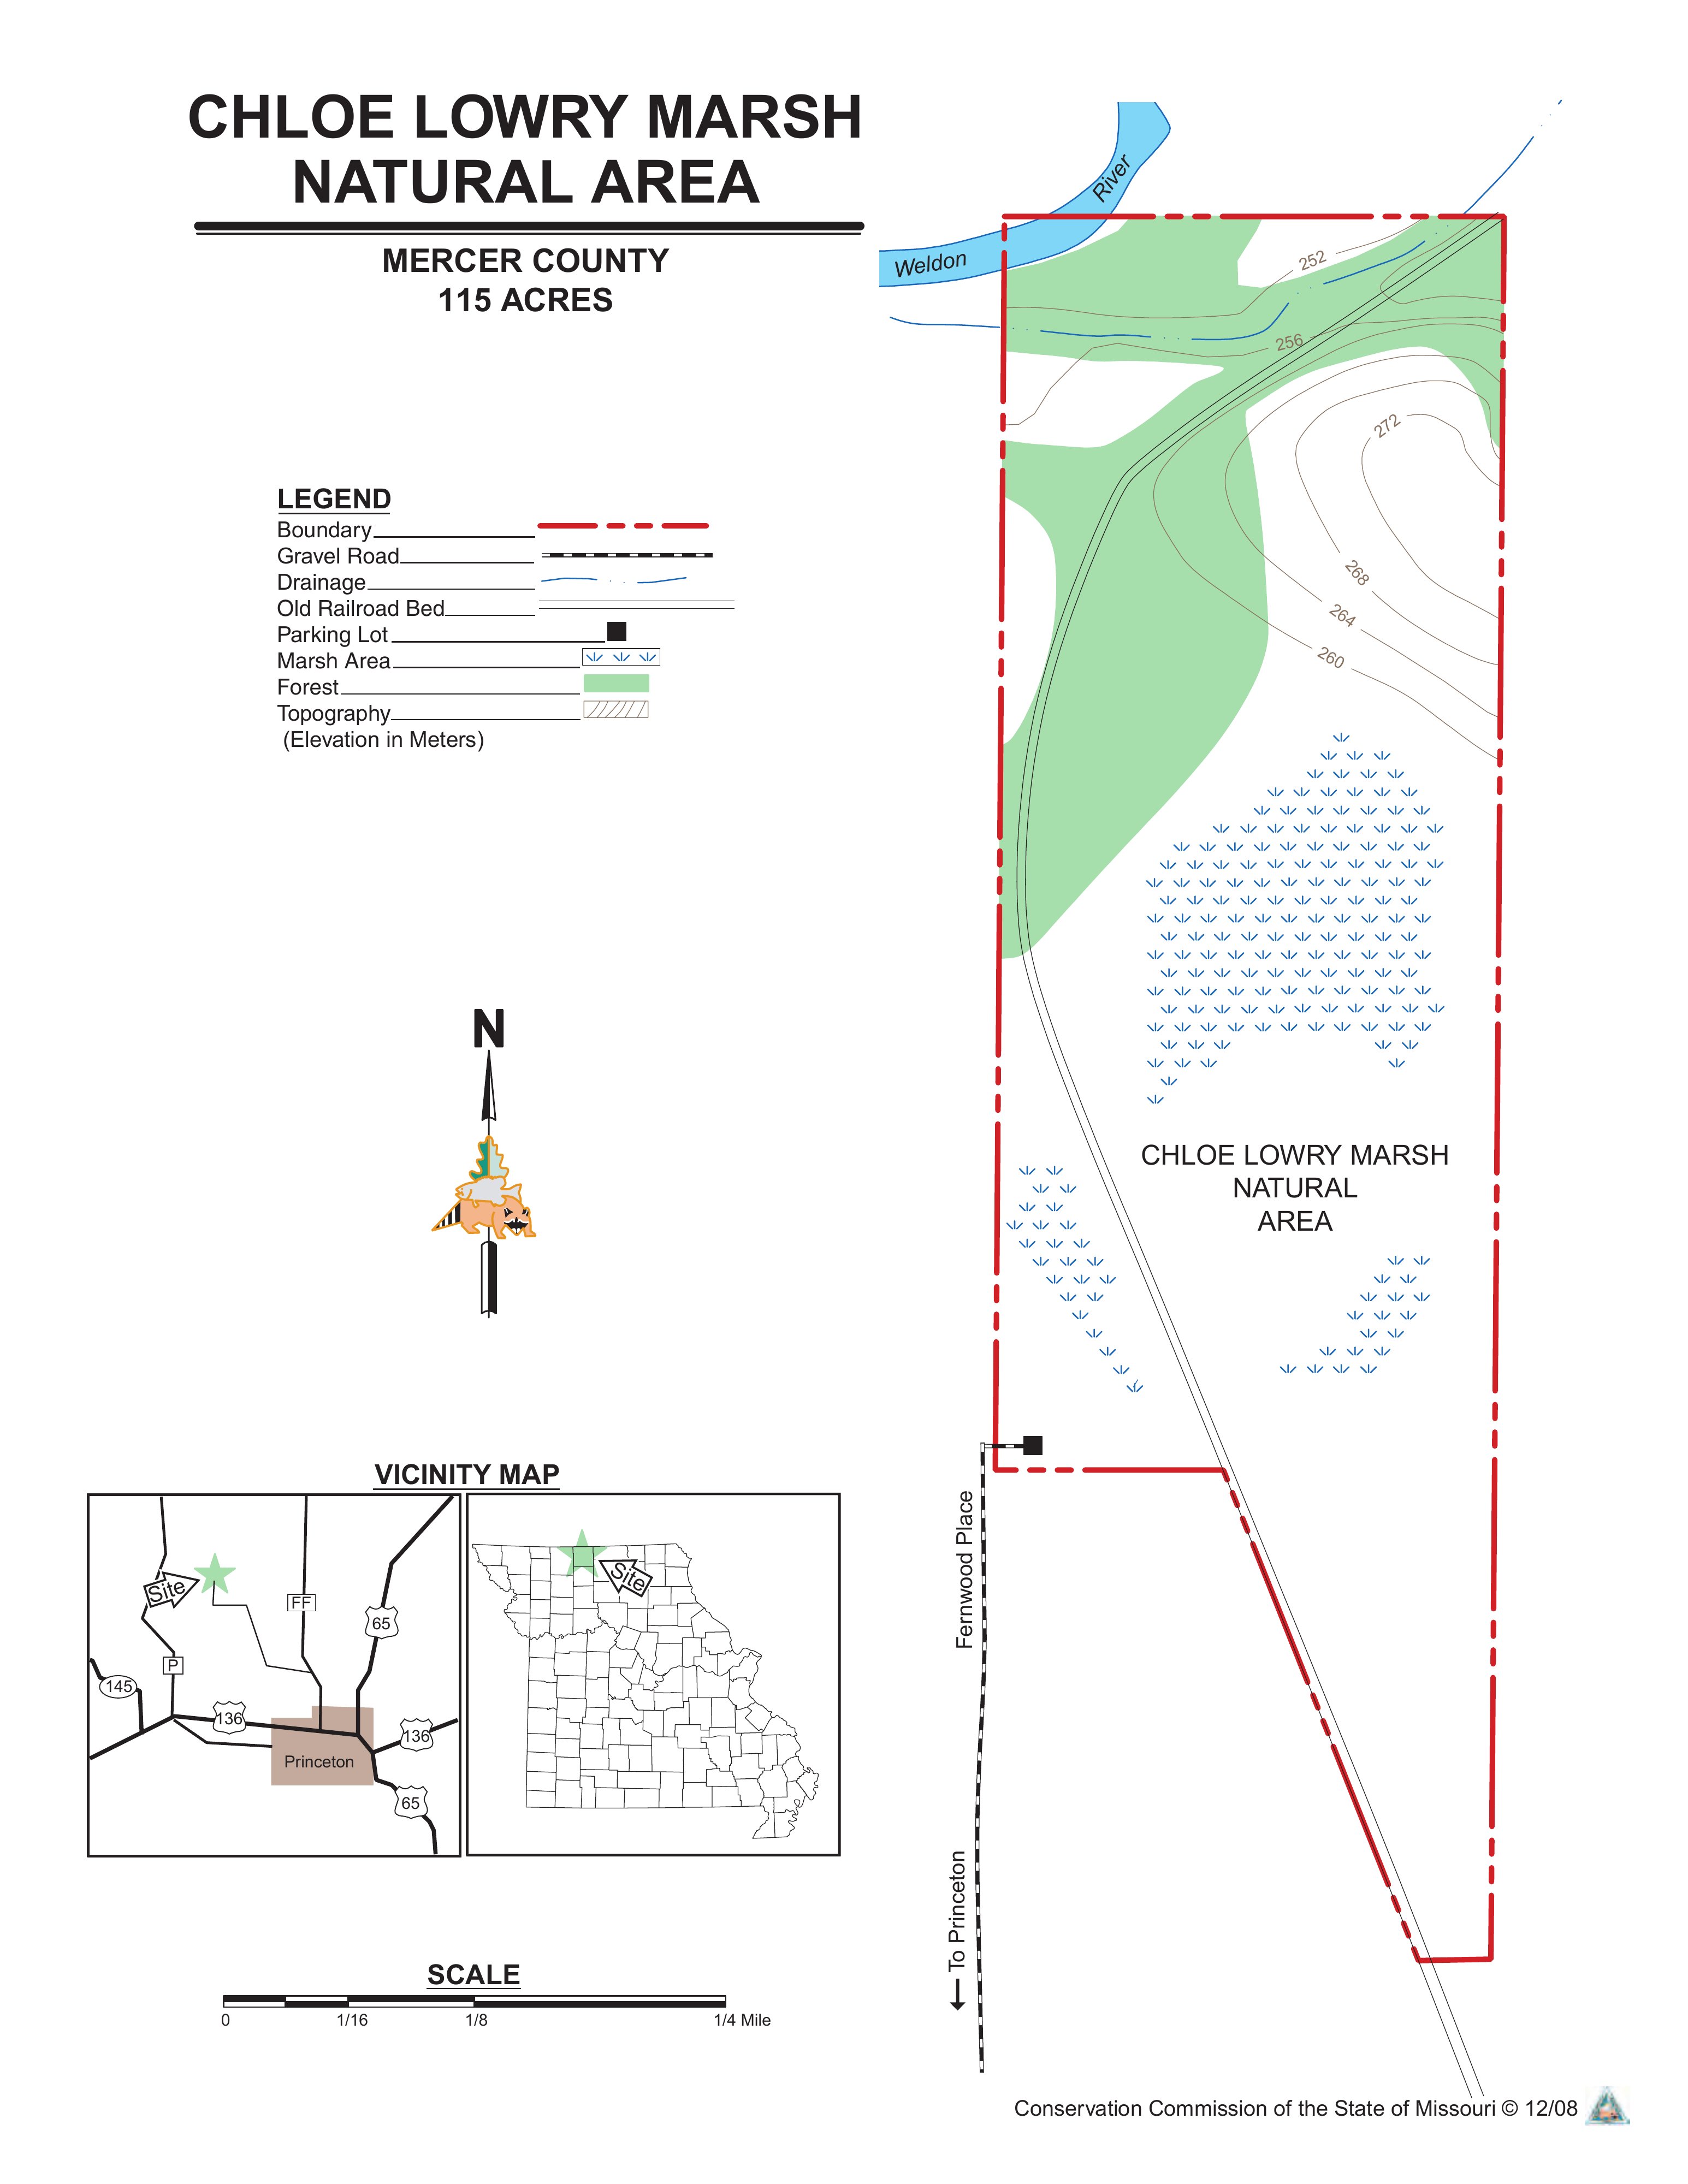 CHLOE LOWRY MARSH
NATURAL AREA
MERCER COUNTY
115 ACRES
LEGEND
Boundary
Gravel Road
Drainage
Old Railroad Bed
Parking Lot
Marsh Area
Forest
Topography
(Elevation in Meters)
N
VICINITY MAP
Site
FF
65
P
145
136
136
Princeton
65
Site
SCALE
0 1/16 1/8 1/4 Mile
River
Weldon
252
256
272
268
264
260
CHLOE LOWRY MARSH
NATURAL
AREA
Fernwood Place
To Princeton
Conservation Commission of the State of Missouri © 12/08